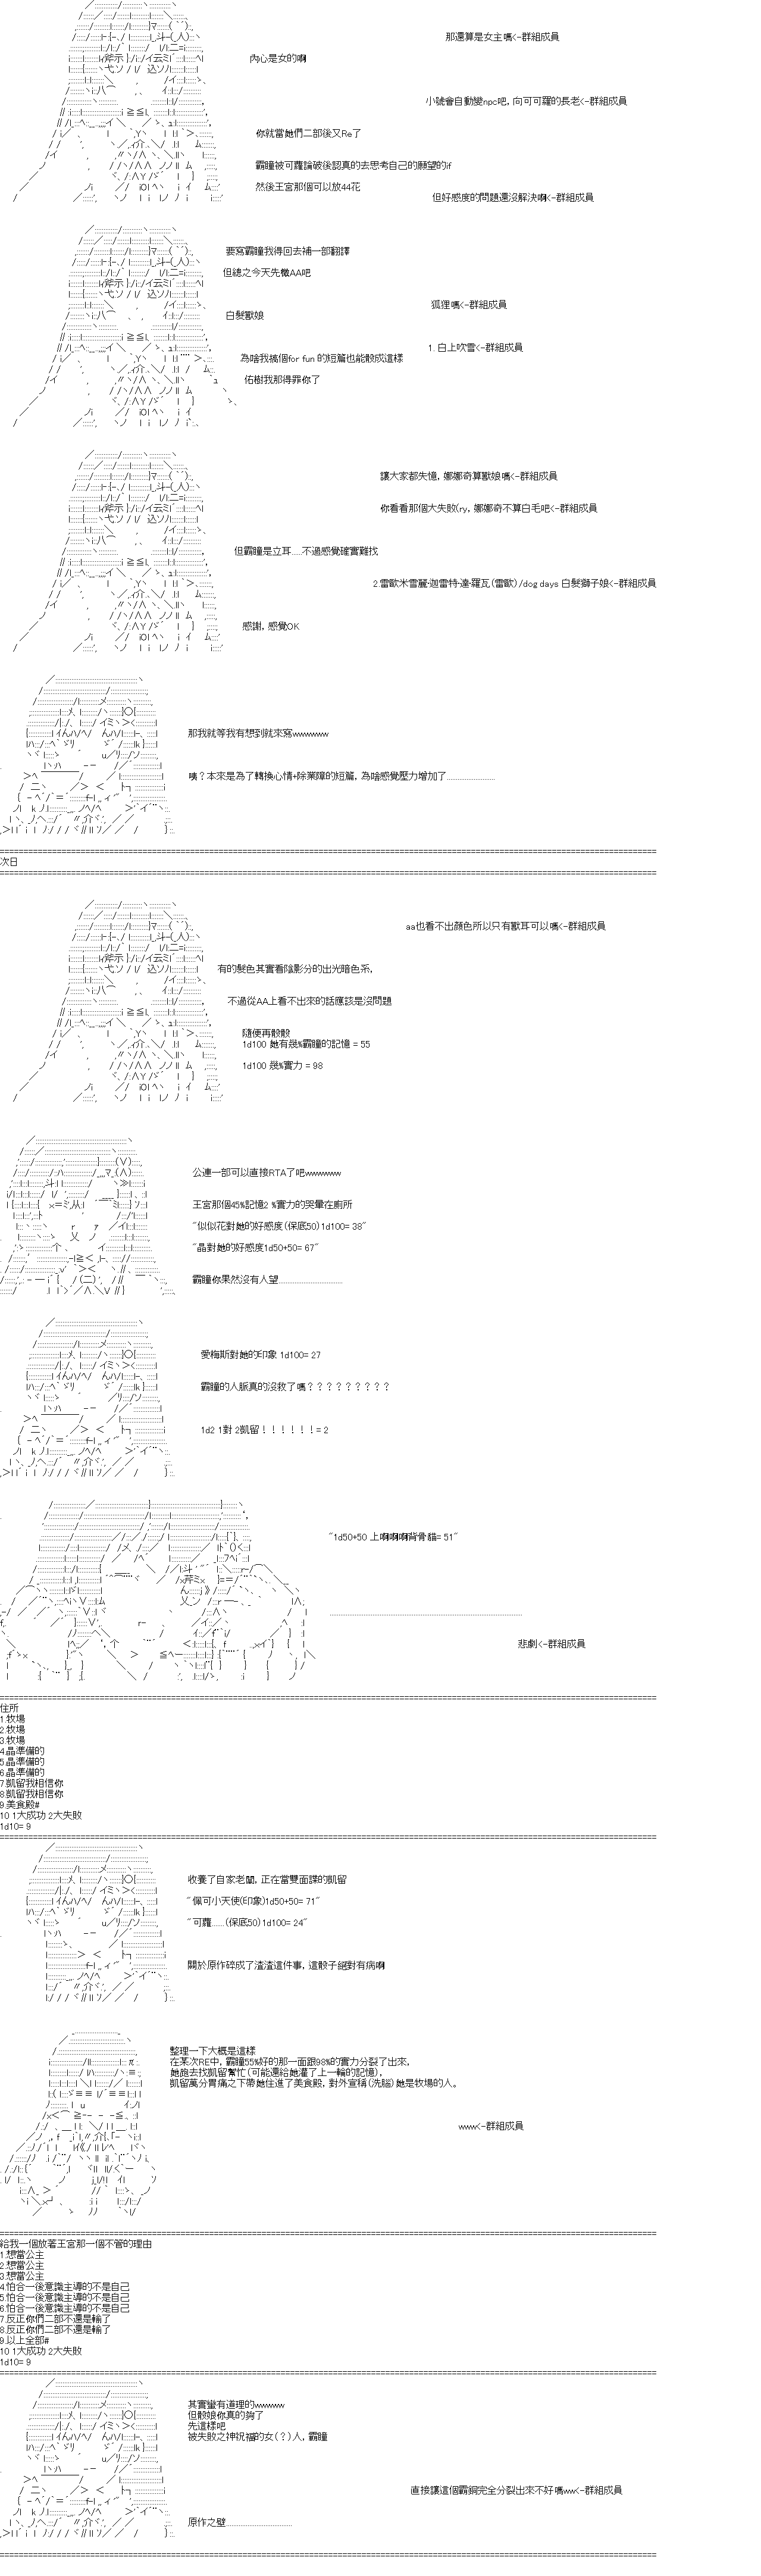 那還算是女主嗎<-群組成員
內心是女的啊
小號會自動變npc吧, 向可可羅的長老<-群組成員
你就當她們二部後又Re了
霸瞳被可蘿論破後認真的去思考自己的願望的if
然後王宮那個可以放44花
但好感度的問題還沒解決啊<-群組成員
要寫霸瞳我得回去補一部翻譯
但總之今天先機AA吧
狐狸嗎<-群組成員
白髮獸娘
1. 白上吹雪<-群組成員
為啥我搞個for fun 的短篇也能骰成這樣
佑樹我那得罪你了
讓大家都失憶, 娜娜奇算獸娘嗎<-群組成員
你看看那個大失敗(ry, 娜娜奇不算白毛吧<-群組成員
但霸瞳是立耳.....不過感覺確實難找
2.雷歐米雪麗·迦雷特·達·羅瓦(雷歐)/dog days 白髮獅子娘<-群組成員
感謝, 感覺OK
那我就等我有想到就來寫wwwwww
咦？本來是為了轉換心情+除業障的短篇, 為啥感覺壓力增加了........................
次日
aa也看不出顏色所以只有獸耳可以嗎<-群組成員
有的髮色其實看陰影分的出光暗色系,
不過從AA上看不出來的話應該是沒問題
隨便再骰骰
1d100 她有幾%霸瞳的記憶 = 55
1d100 幾%實力 = 98
公連一部可以直接RTA了吧wwwwww
王宮那個45%記憶2 %實力的哭暈在廁所
"似似花對她的好感度(保底50)1d100= 38"
"晶對她的好感度1d50+50= 67"
霸瞳你果然沒有人望................................
愛梅斯對她的印象 1d100= 27
霸瞳的人脈真的沒救了嗎？？？？？？？？？
1d2 1對 2凱留！！！！！！= 2
"1d50+50 上啊啊啊背骨貓= 51"
悲劇<-群組成員
住所
1.牧場
2.牧場
3.牧場
4.晶準備的
5.晶準備的
6.晶準備的
7.凱留我相信你
8.凱留我相信你
9.美食殿#
10 1大成功 2大失敗
1d10= 9
收養了自家老闆, 正在當雙面諜的凱留
"佩可小天使(印象)1d50+50= 71"
"可蘿......(保底50)1d100= 24"
關於原作碎成了渣渣這件事, 這骰子絕對有病啊
整理一下大概是這樣
在某次RE中, 霸瞳55%好的那一面跟98%的實力分裂了出來,
她跑去找凱留幫忙(可能還給她灌了上一輪的記憶),
凱留萬分胃痛之下帶她住進了美食殿, 對外宣稱(洗腦)她是牧場的人。
www<-群組成員
給我一個放著王宮那一個不管的理由
1.想當公主
2.想當公主
3.想當公主
4.怕合一後意識主導的不是自己
5.怕合一後意識主導的不是自己
6.怕合一後意識主導的不是自己
7.反正你們二部不還是輸了
8.反正你們二部不還是輸了
9.以上全部#
10 1大成功 2大失敗
1d10= 9
其實蠻有道理的wwwwww
但骰娘你真的夠了
先這樣吧
被失敗之神祝福的女(？)人, 霸瞳
直接讓這個霸銅完全分裂出來不好嗎ww<-群組成員
原作之壁.................................